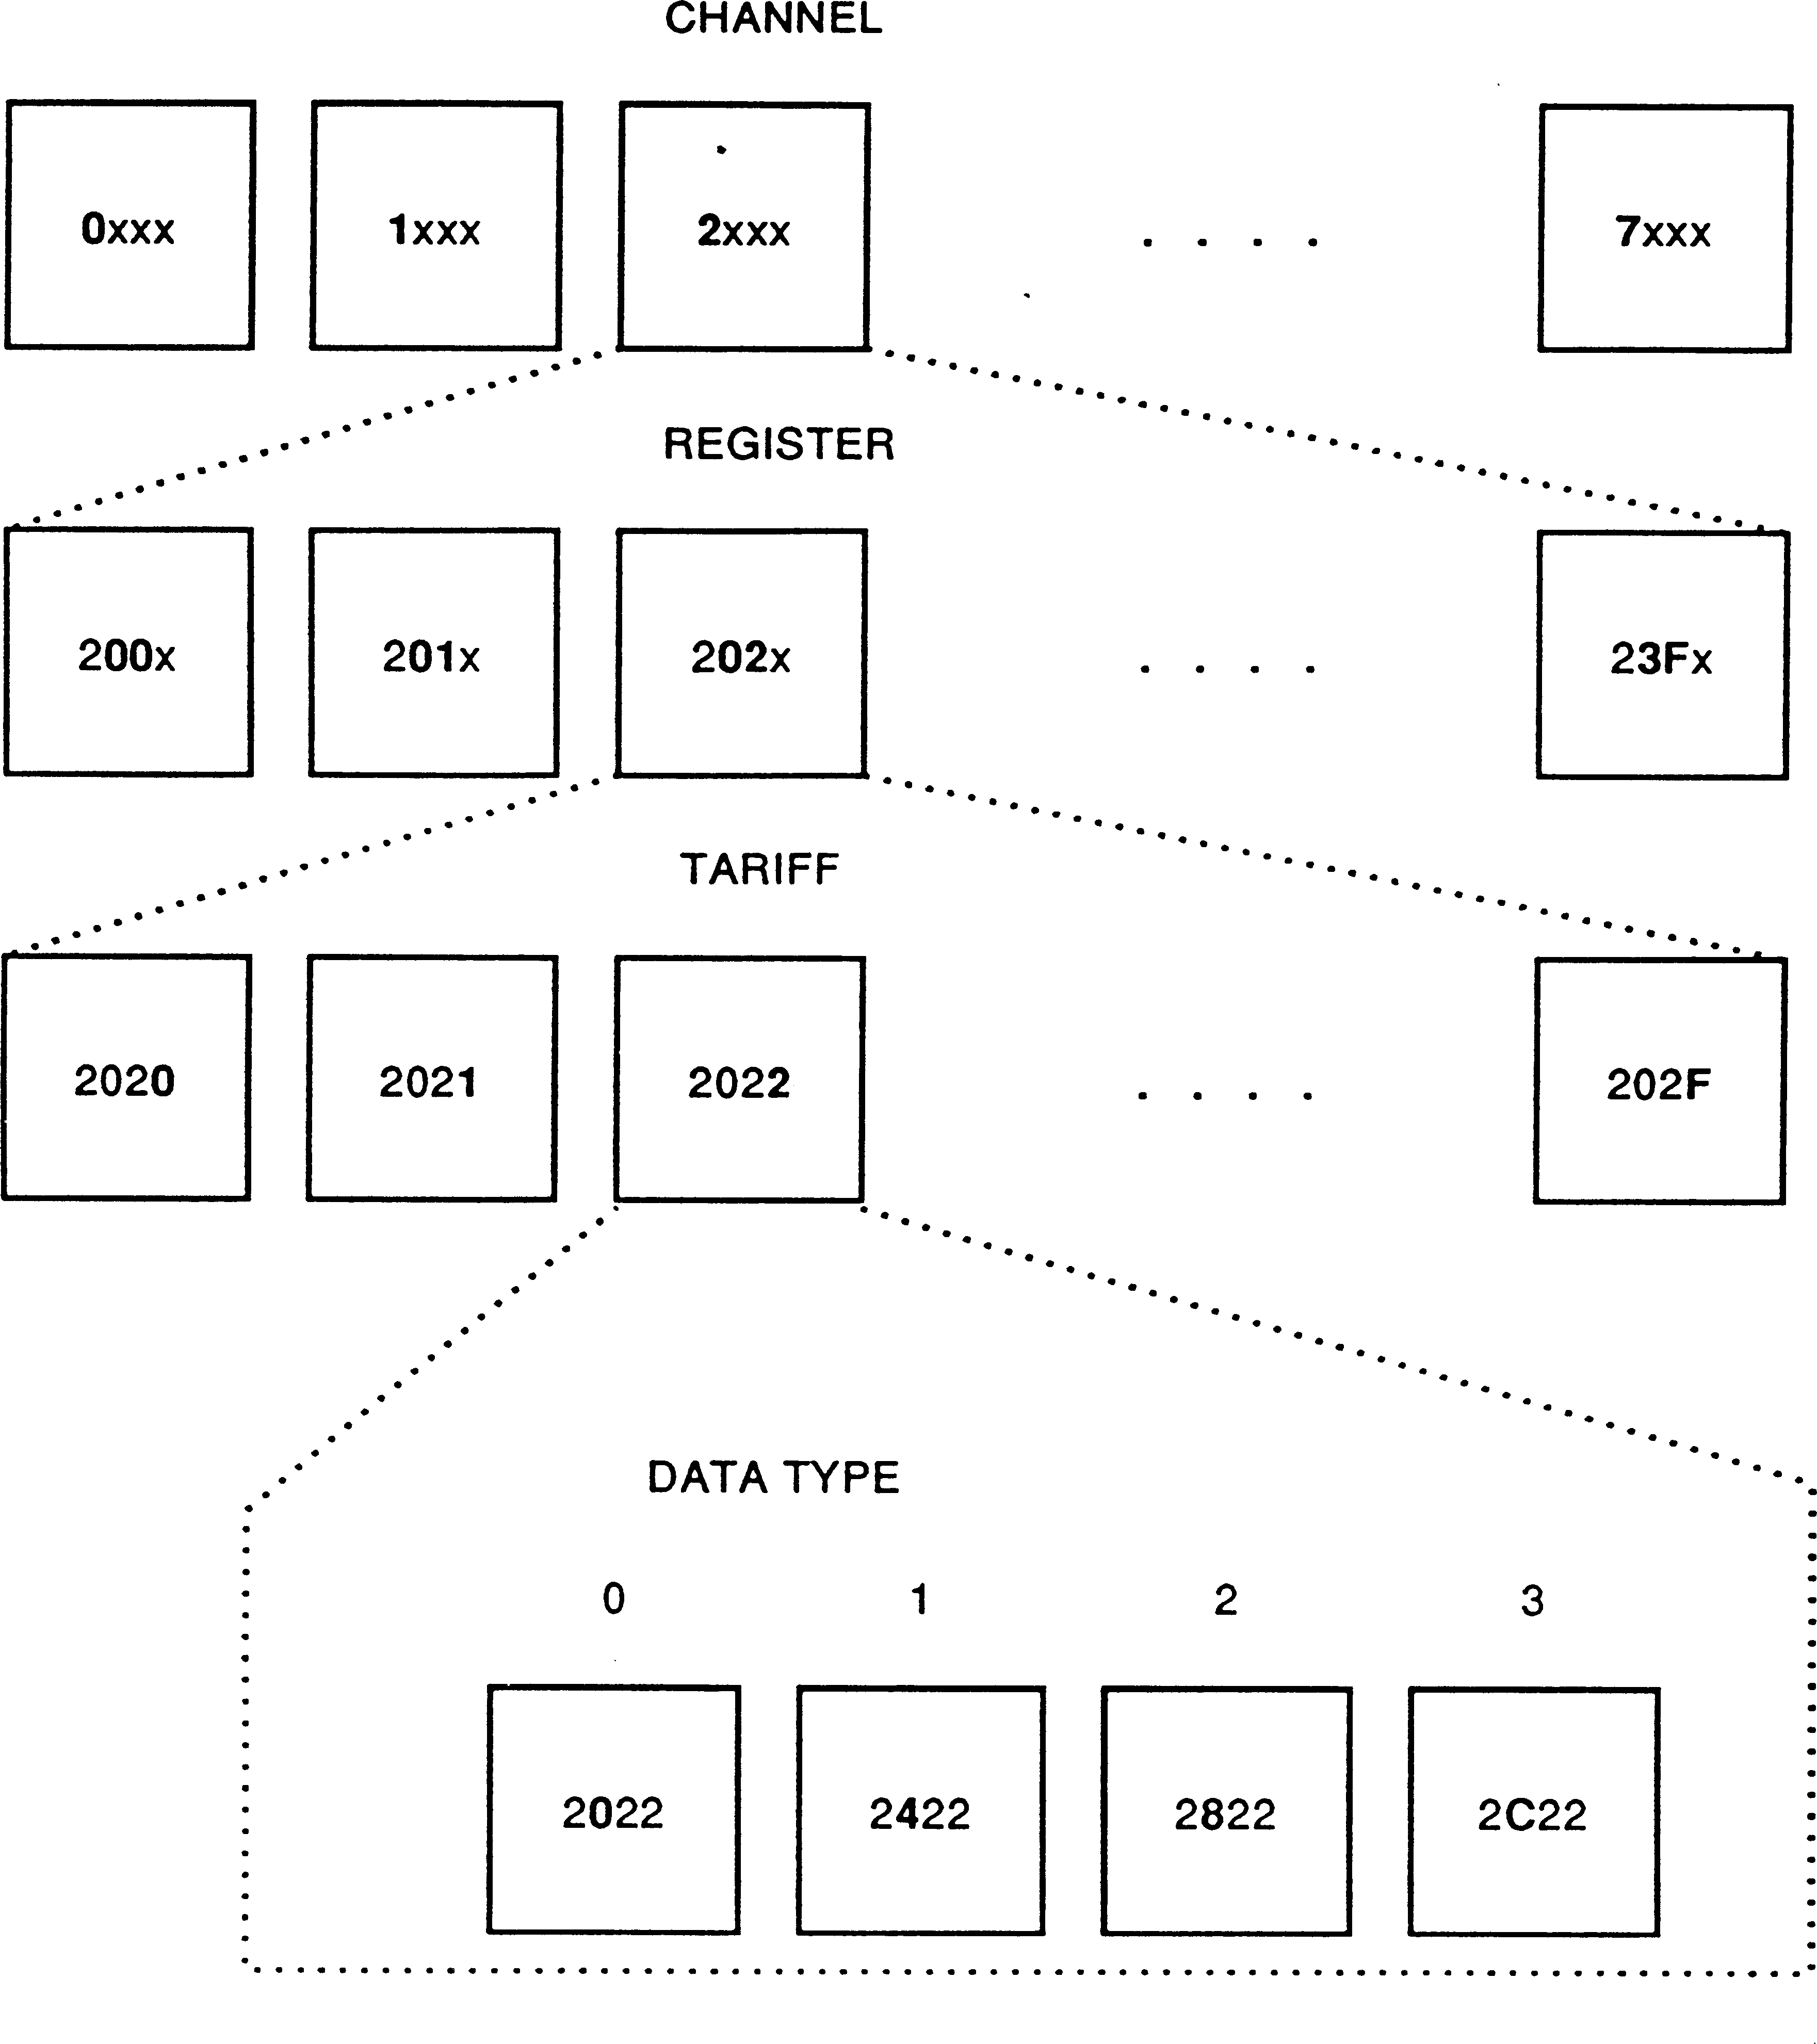 CHANNEL
0xxx 1xxx 2xxx . . . . 7xxx
REGISTER
200x 201x 202x . . . . 23Fx
TARIFF
2020 2021 2022 . . . . 202F
DATA TYPE
0 1 2 3
2022 2422 2822 2C22